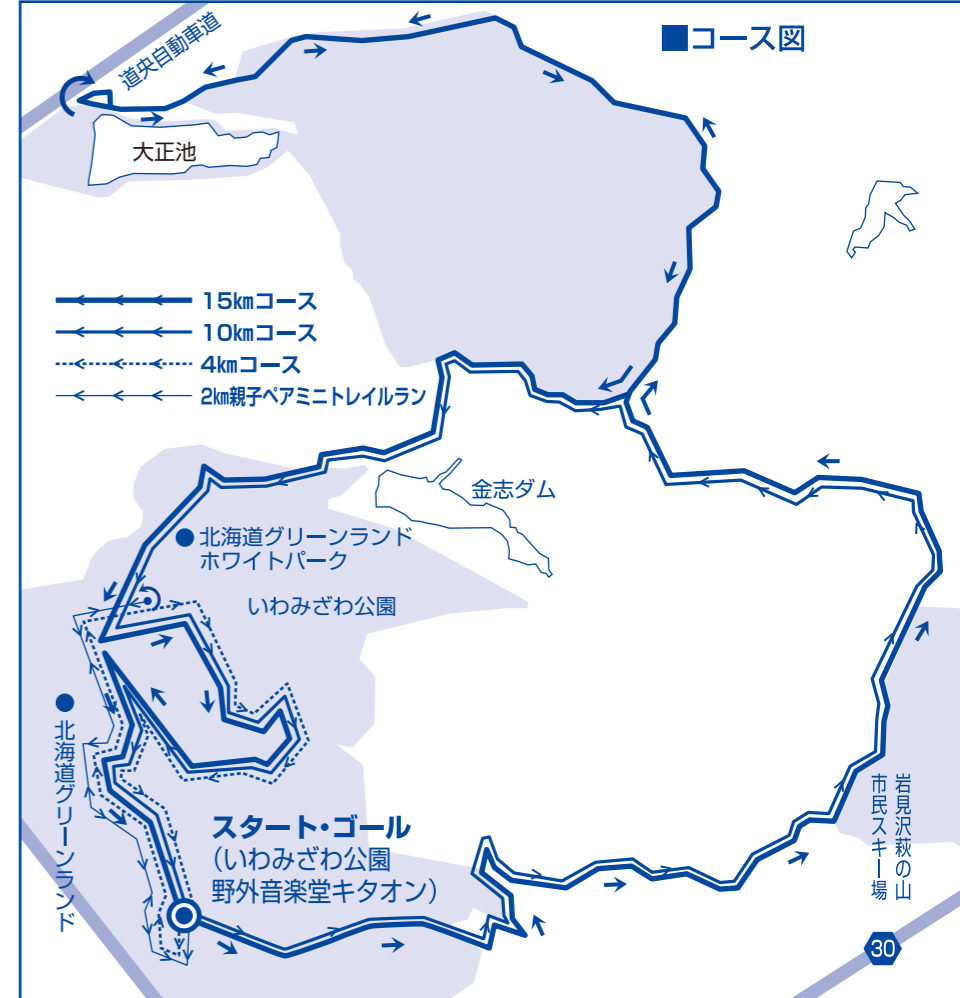 ■コース図
道央自動車道
大正池
15㎞コース
10㎞コース
4㎞コース
2㎞親子ペアミニトレイルラン
金志ダム
北海道グリーンランド
ホワイトパーク
いわみざわ公園
北海道グリーンランド
スタート・ゴール
(いわみざわ公園
野外音楽堂キタオン)
岩見沢萩の山
市民スキー場
30